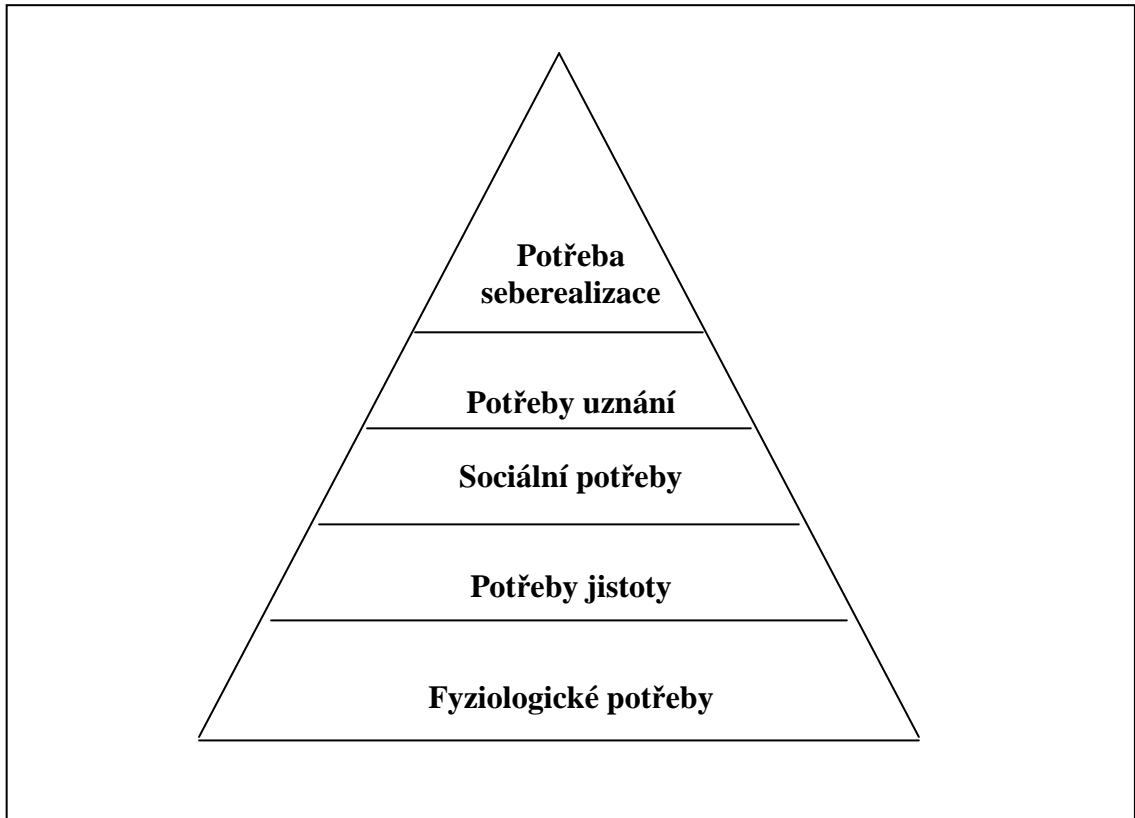 Potřeba
seberealizace
Potřeby uznání
Sociální potřeby
Potřeby jistoty
Fyziologické potřeby